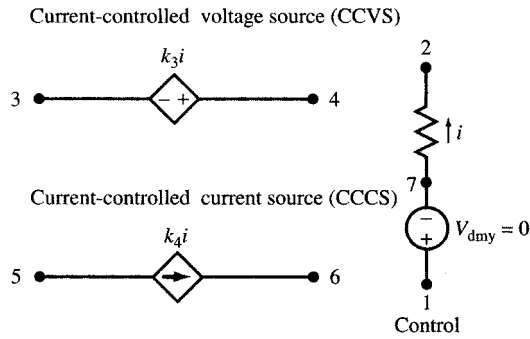 Current-controlled voltage source (CCVS)
k₃i
3
− +
4
2
i
7
Current-controlled current source (CCCS)
k₄i
5
6
−
+
V_dmy = 0
1
Control